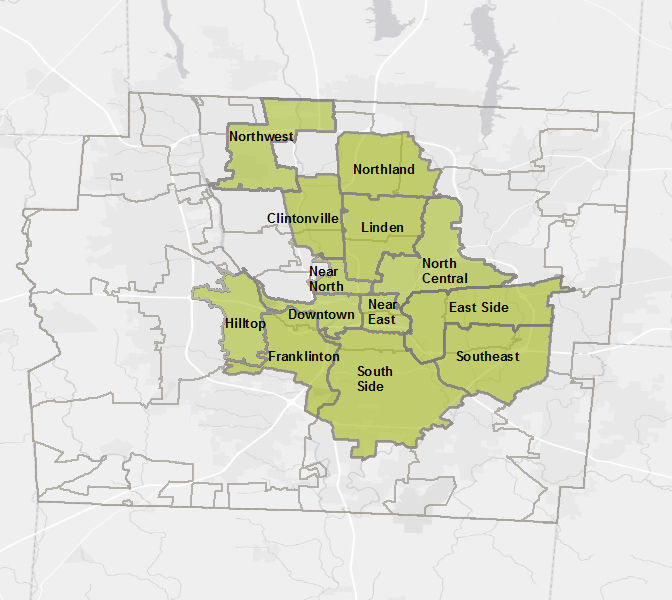 Northwest
Northland
Clintonville
Linden
Near
North
North
Central
Downtown
Near
East
East Side
Hilltop
Franklinton
Southeast
South
Side